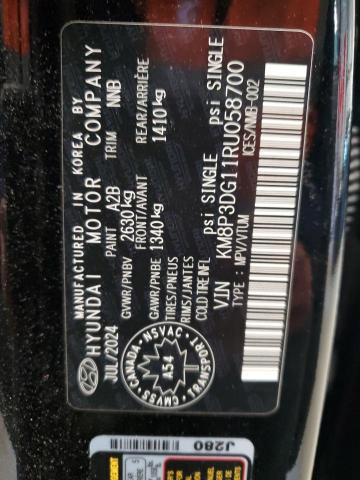 MANUFACTURED IN KOREA BY
HYUNDAI MOTOR COMPANY
JUL/2024 PAINT A2B TRIM NNB
GVWR/PNBV 2630kg FRONT/AVANT REAR/ARRIÈRE
GAWR/PNBE 1340kg 1410kg
TIRES/PNEUS
RIMS/JANTES
COLD TIRE INFL. psi SINGLE psi SINGLE
VIN KM8P3DG11RU058700
TYPE : MPV/VTUM ICES/NMB-002
CMVSS CANADA NSVAC
TRANSPORT
A54
J280